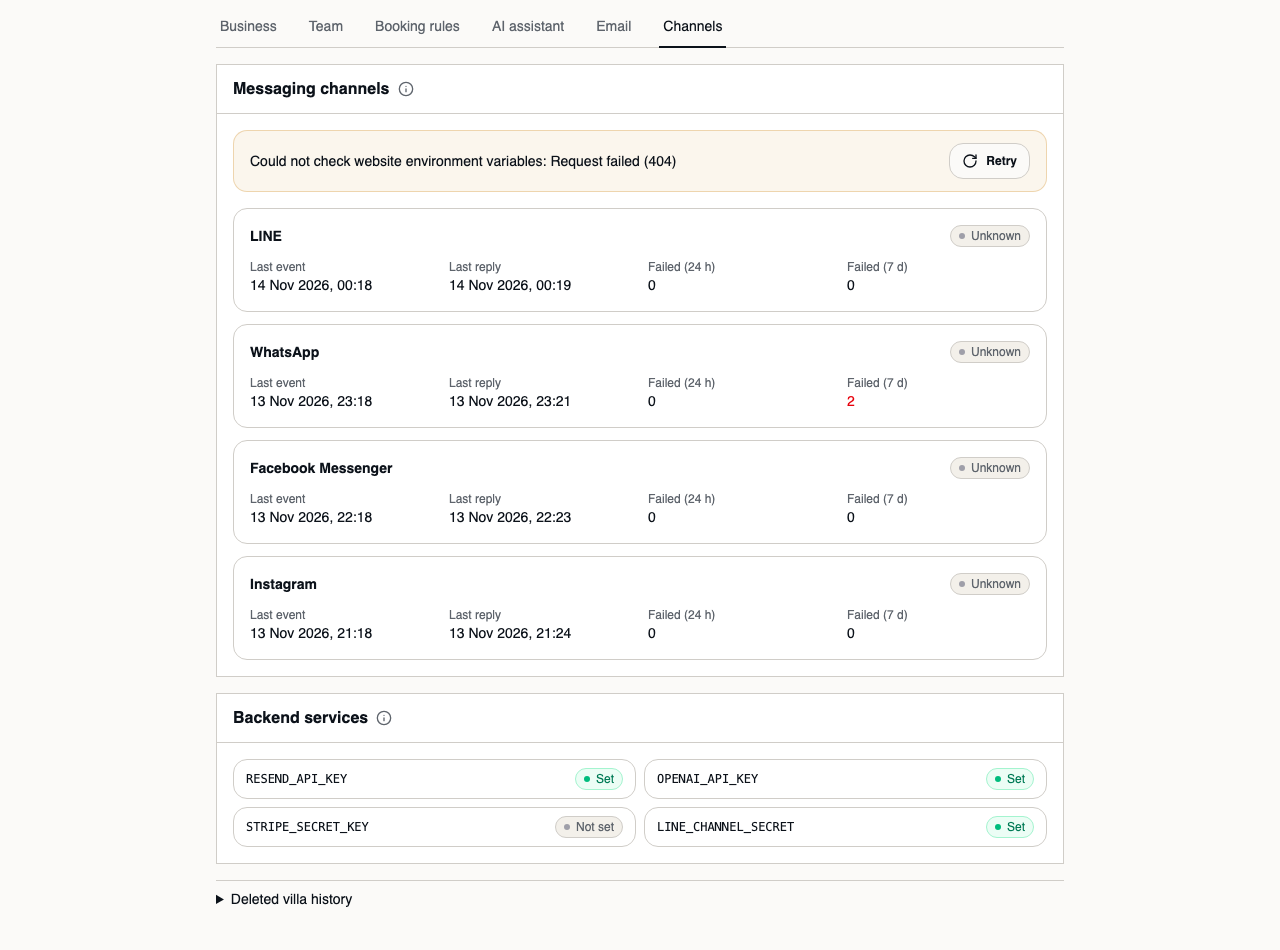 Business Team Booking rules AI assistant Email Channels
Messaging channels
Could not check website environment variables: Request failed (404) Retry
LINE Unknown
Last event Last reply Failed (24 h) Failed (7 d)
14 Nov 2026, 00:18 14 Nov 2026, 00:19 0 0
WhatsApp Unknown
Last event Last reply Failed (24 h) Failed (7 d)
13 Nov 2026, 23:18 13 Nov 2026, 23:21 0 2
Facebook Messenger Unknown
Last event Last reply Failed (24 h) Failed (7 d)
13 Nov 2026, 22:18 13 Nov 2026, 22:23 0 0
Instagram Unknown
Last event Last reply Failed (24 h) Failed (7 d)
13 Nov 2026, 21:18 13 Nov 2026, 21:24 0 0
Backend services
RESEND_API_KEY Set OPENAI_API_KEY Set
STRIPE_SECRET_KEY Not set LINE_CHANNEL_SECRET Set
Deleted villa history